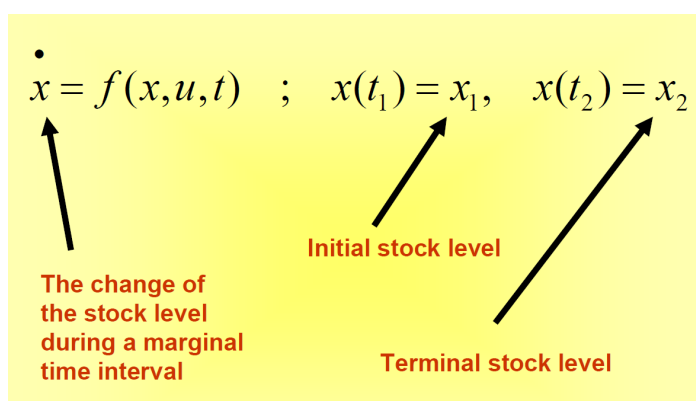 ẋ = f(x,u,t) ; x(t₁) = x₁, x(t₂) = x₂
Initial stock level
The change of
the stock level
during a marginal
time interval
Terminal stock level